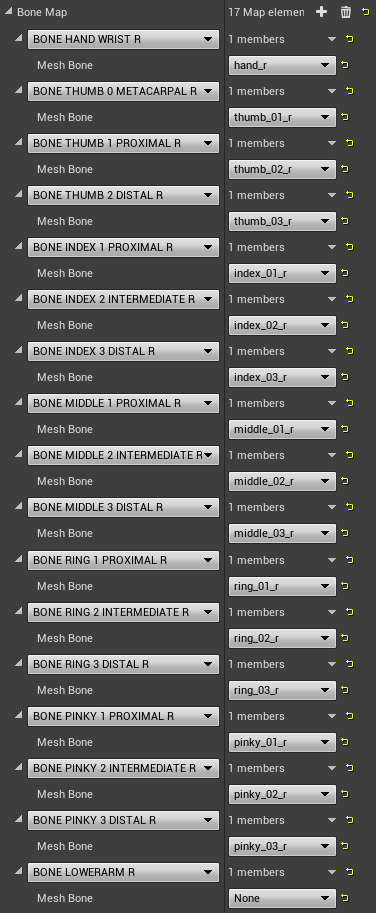 Bone Map 17 Map elemen
BONE HAND WRIST R 1 members
Mesh Bone hand_r
BONE THUMB 0 METACARPAL R 1 members
Mesh Bone thumb_01_r
BONE THUMB 1 PROXIMAL R 1 members
Mesh Bone thumb_02_r
BONE THUMB 2 DISTAL R 1 members
Mesh Bone thumb_03_r
BONE INDEX 1 PROXIMAL R 1 members
Mesh Bone index_01_r
BONE INDEX 2 INTERMEDIATE R 1 members
Mesh Bone index_02_r
BONE INDEX 3 DISTAL R 1 members
Mesh Bone index_03_r
BONE MIDDLE 1 PROXIMAL R 1 members
Mesh Bone middle_01_r
BONE MIDDLE 2 INTERMEDIATE R 1 members
Mesh Bone middle_02_r
BONE MIDDLE 3 DISTAL R 1 members
Mesh Bone middle_03_r
BONE RING 1 PROXIMAL R 1 members
Mesh Bone ring_01_r
BONE RING 2 INTERMEDIATE R 1 members
Mesh Bone ring_02_r
BONE RING 3 DISTAL R 1 members
Mesh Bone ring_03_r
BONE PINKY 1 PROXIMAL R 1 members
Mesh Bone pinky_01_r
BONE PINKY 2 INTERMEDIATE R 1 members
Mesh Bone pinky_02_r
BONE PINKY 3 DISTAL R 1 members
Mesh Bone pinky_03_r
BONE LOWERARM R 1 members
Mesh Bone None